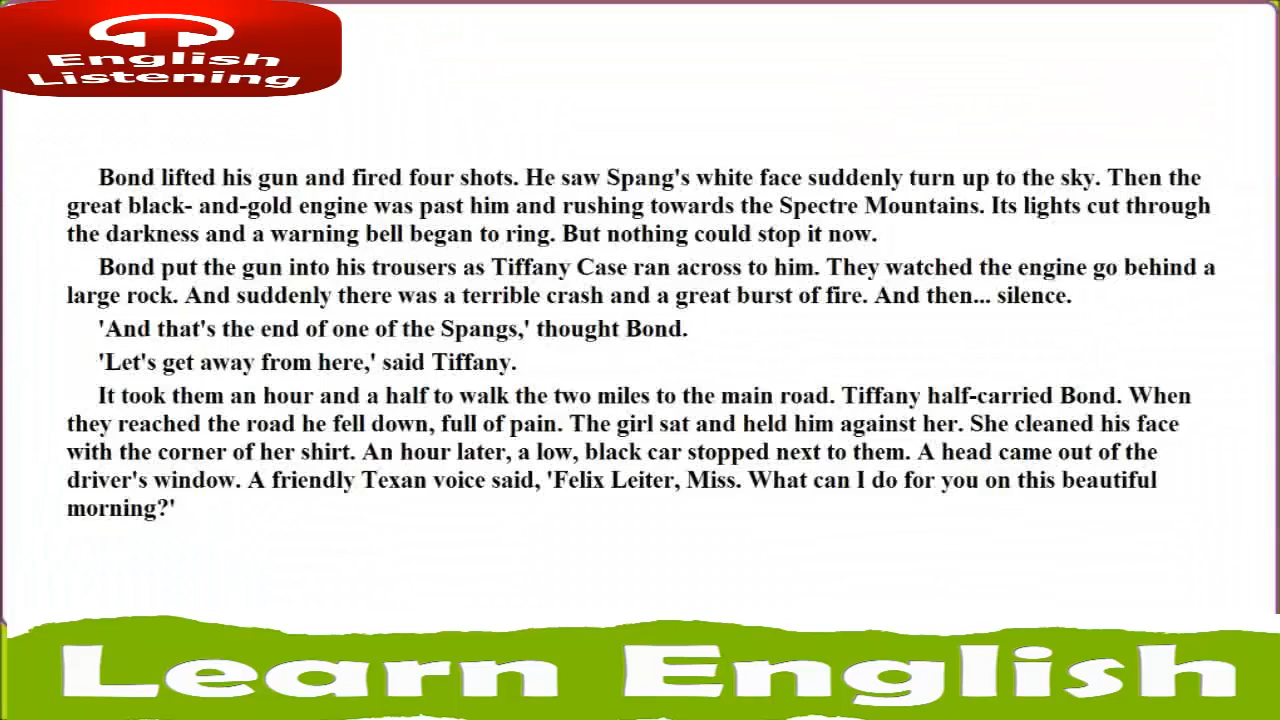 English
Listening
Bond lifted his gun and fired four shots. He saw Spang's white face suddenly turn up to the sky. Then the
great black- and-gold engine was past him and rushing towards the Spectre Mountains. Its lights cut through
the darkness and a warning bell began to ring. But nothing could stop it now.
Bond put the gun into his trousers as Tiffany Case ran across to him. They watched the engine go behind a
large rock. And suddenly there was a terrible crash and a great burst of fire. And then... silence.
'And that's the end of one of the Spangs,' thought Bond.
'Let's get away from here,' said Tiffany.
It took them an hour and a half to walk the two miles to the main road. Tiffany half-carried Bond. When
they reached the road he fell down, full of pain. The girl sat and held him against her. She cleaned his face
with the corner of her shirt. An hour later, a low, black car stopped next to them. A head came out of the
driver's window. A friendly Texan voice said, 'Felix Leiter, Miss. What can I do for you on this beautiful
morning?'
Learn English